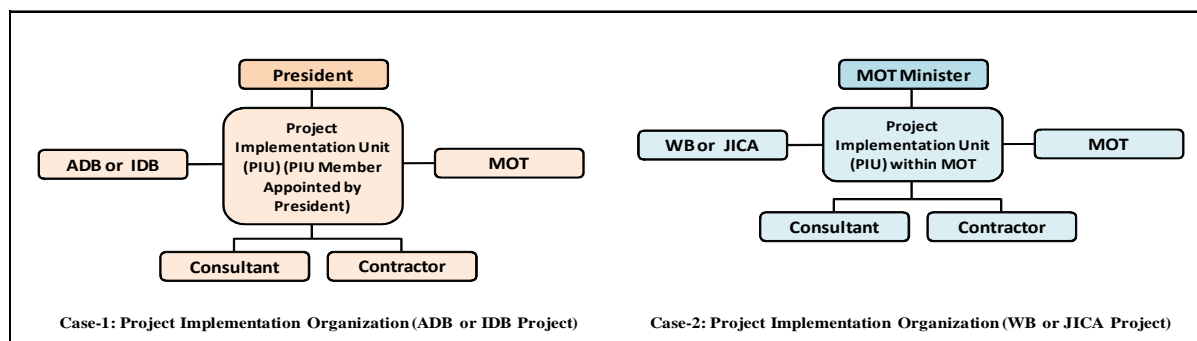 President
Project
Implementation Unit
(PIU) (PIU Member
Appointed by
President)
ADB or IDB
MOT
Consultant
Contractor
Case-1: Project Implementation Organization (ADB or IDB Project)
MOT Minister
Project
Implementation Unit
(PIU) within MOT
WB or JICA
MOT
Consultant
Contractor
Case-2: Project Implementation Organization (WB or JICA Project)